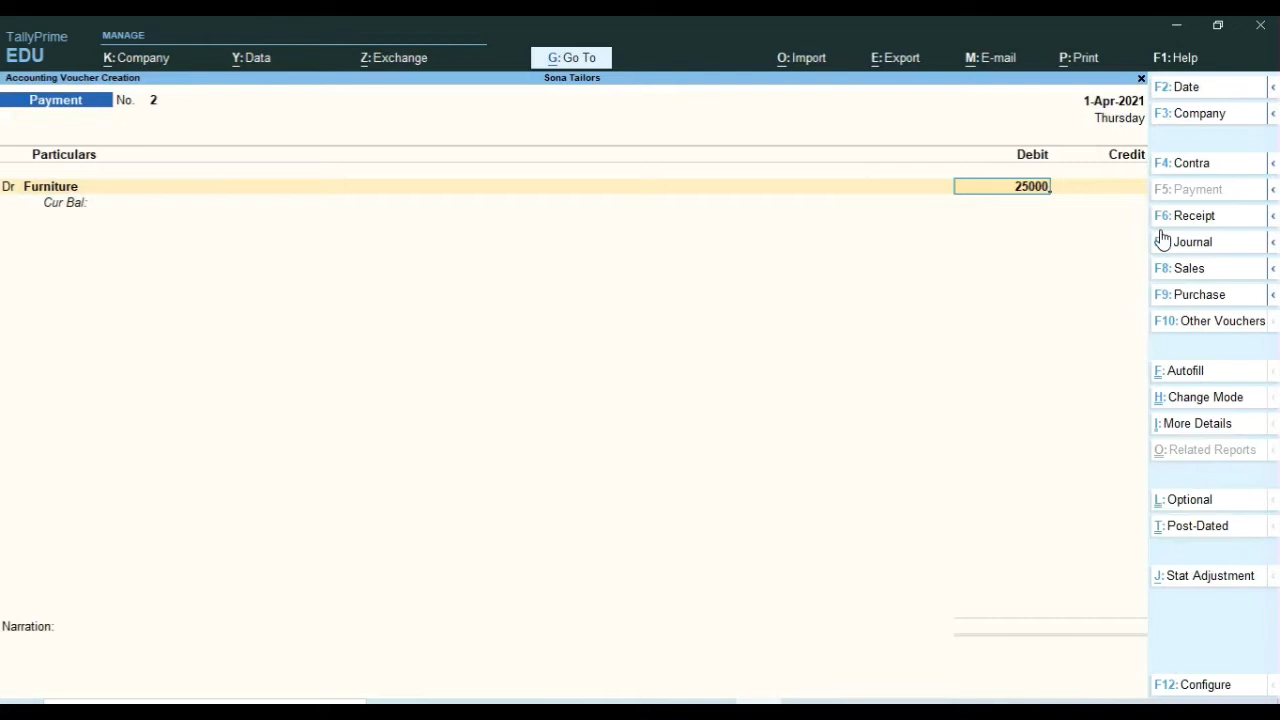 TallyPrime
EDU
MANAGE
K: Company
Y: Data
Z: Exchange
G: Go To
O: Import
E: Export
M: E-mail
P: Print
F1: Help
Accounting Voucher Creation
Sona Tailors
Payment
No. 2
1-Apr-2021
Thursday
Particulars
Debit
Credit
Dr Furniture
25000
Cur Bal:
Narration:
F2: Date
F3: Company
F4: Contra
F5: Payment
F6: Receipt
Journal
F8: Sales
F9: Purchase
F10: Other Vouchers
F: Autofill
H: Change Mode
I: More Details
O: Related Reports
L: Optional
T: Post-Dated
J: Stat Adjustment
F12: Configure